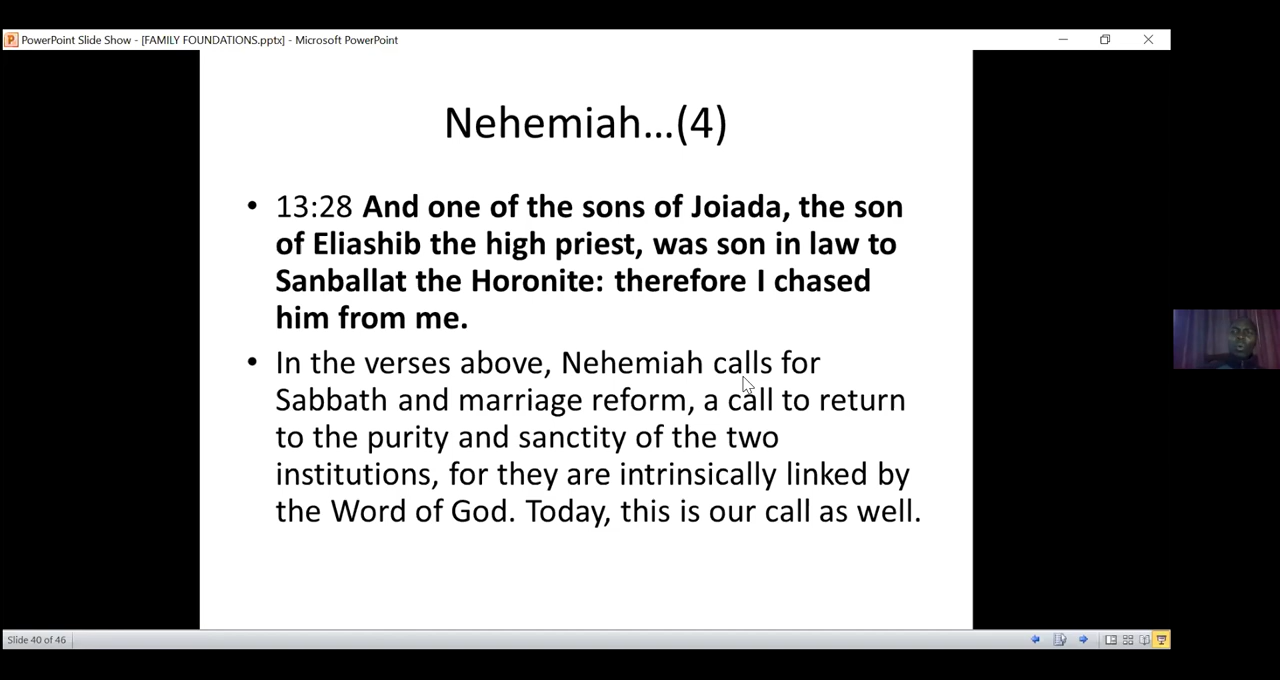 PowerPoint Slide Show - [FAMILY FOUNDATIONS.pptx] - Microsoft PowerPoint
Nehemiah...(4)
• 13:28 And one of the sons of Joiada, the son
of Eliashib the high priest, was son in law to
Sanballat the Horonite: therefore I chased
him from me.
• In the verses above, Nehemiah calls for
Sabbath and marriage reform, a call to return
to the purity and sanctity of the two
institutions, for they are intrinsically linked by
the Word of God. Today, this is our call as well.
Slide 40 of 46